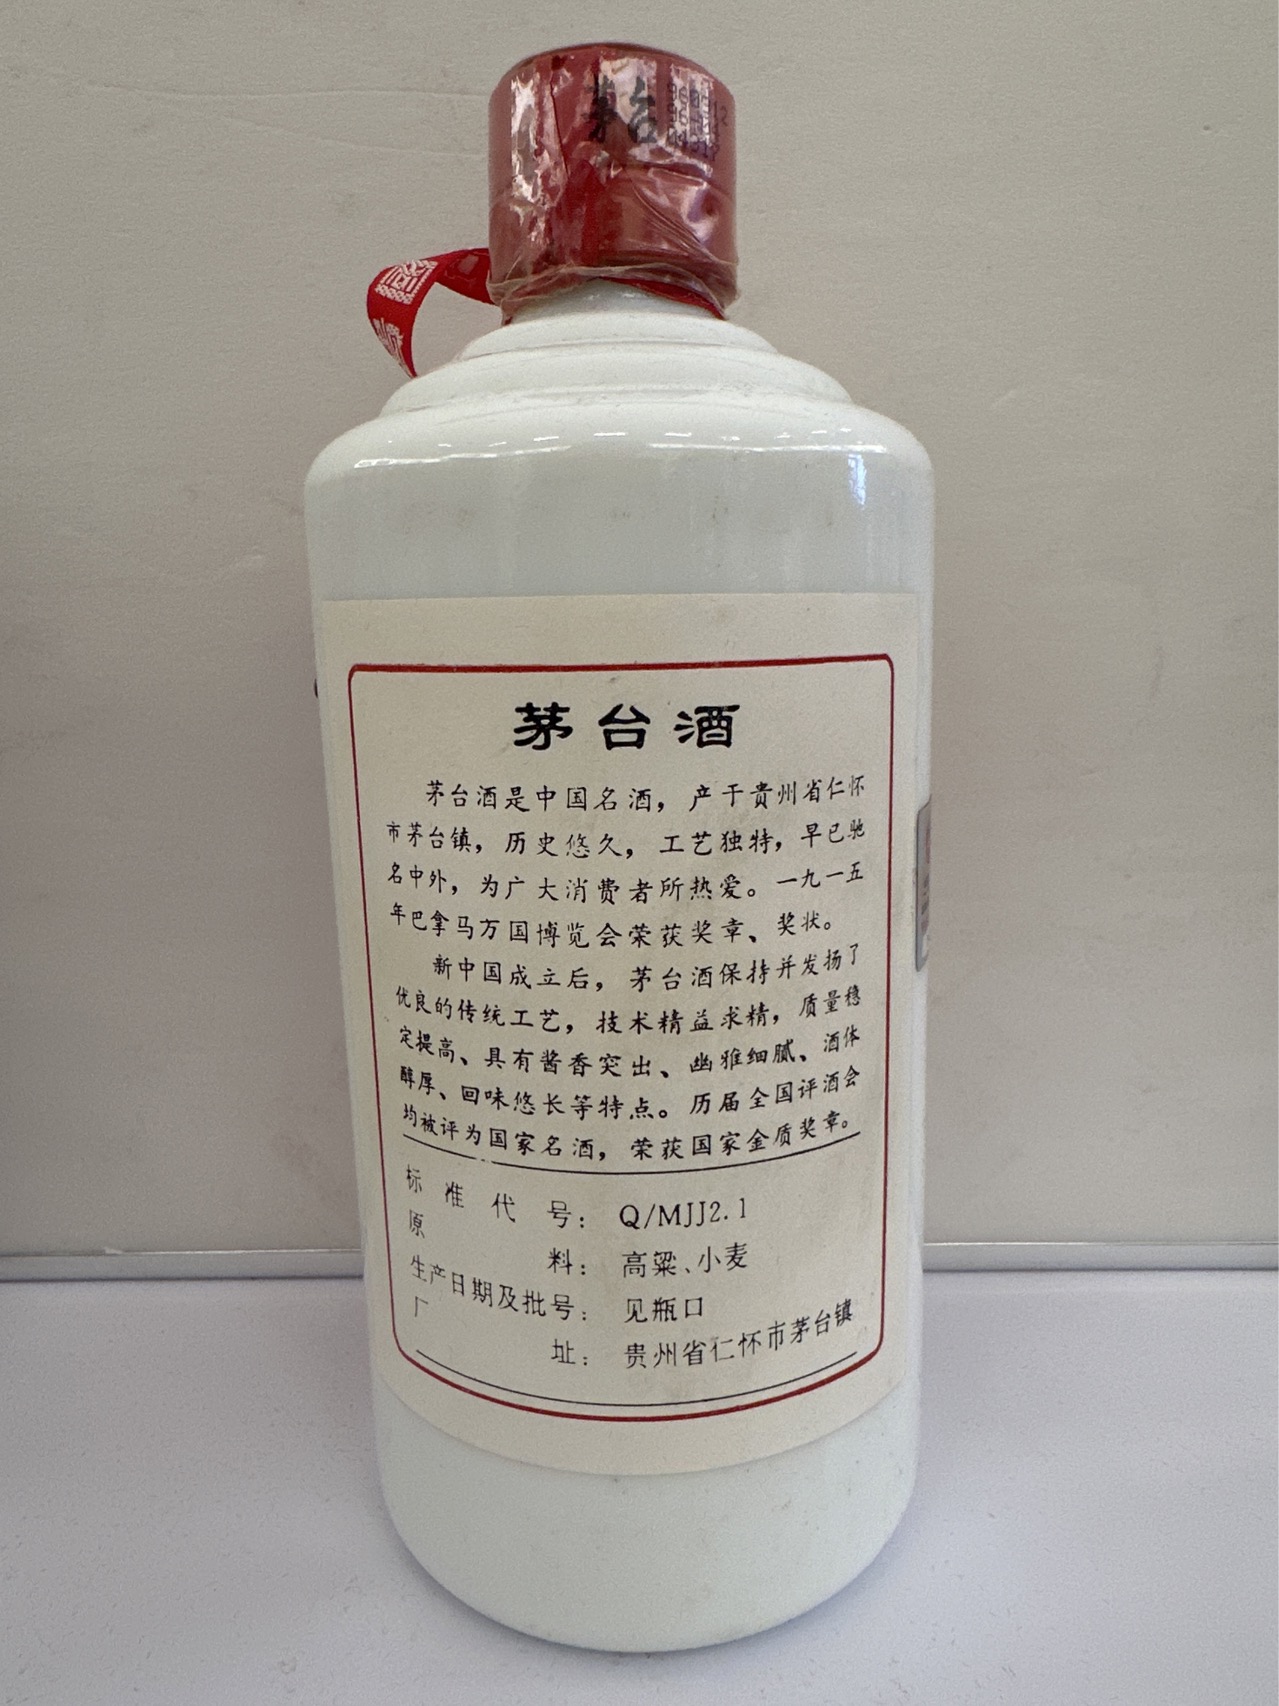 茅台
茅台酒
茅台酒是中国名酒，产于贵州省仁怀
市茅台镇，历史悠久，工艺独特，早已驰
名中外，为广大消费者所热爱。一九一五
年巴拿马万国博览会荣获奖章、奖状。
新中国成立后，茅台酒保持并发扬了
优良的传统工艺，技术精益求精，质量稳
定提高、具有酱香突出、幽雅细腻、酒体
醇厚、回味悠长等特点。历届全国评酒会
均被评为国家名酒，荣获国家金质奖章。
标准代号：Q/MJJ2.1
原料：高粱、小麦
生产日期及批号：见瓶口
厂址：贵州省仁怀市茅台镇